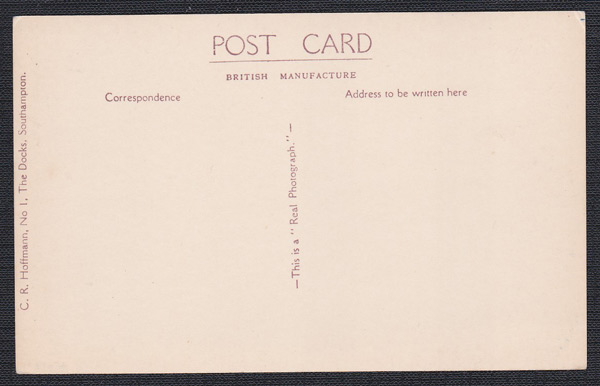 POST CARD
BRITISH MANUFACTURE
Correspondence
Address to be written here
—This is a "Real Photograph."—
C. R. Hoffmann, No 1, The Docks, Southampton.